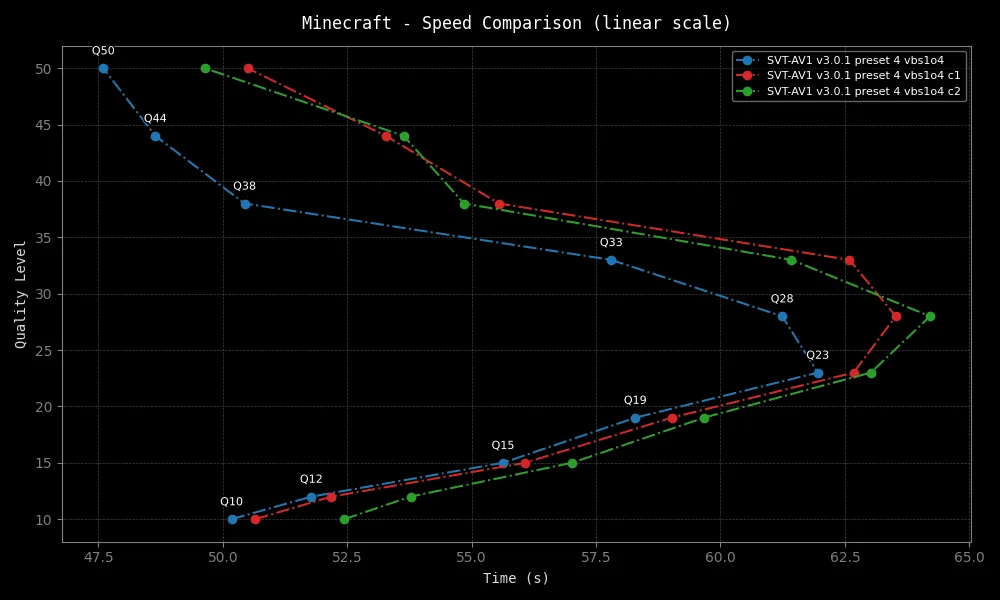 Minecraft - Speed Comparison (linear scale)
SVT-AV1 v3.0.1 preset 4 vbs1o4
SVT-AV1 v3.0.1 preset 4 vbs1o4 c1
SVT-AV1 v3.0.1 preset 4 vbs1o4 c2
Q50
Q44
Q38
Q33
Q28
Q23
Q19
Q15
Q12
Q10
Quality Level
50
45
40
35
30
25
20
15
10
47.5 50.0 52.5 55.0 57.5 60.0 62.5 65.0
Time (s)